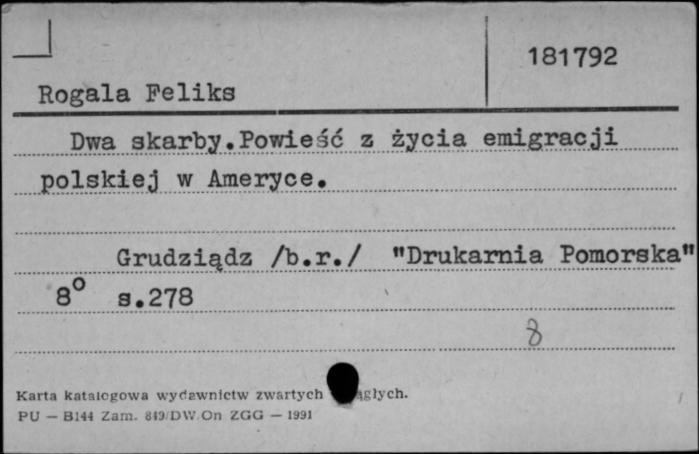 181792
Rogala Feliks
Dwa skarby.Powieść z życia emigracji
polskiej w Ameryce.
Grudziądz /b.r./ "Drukarnia Pomorska"
8° s.278
8
Karta katalogowa wydawnictw zwartych
PU — B144 Zam. 849/DW On ZGG — 1991